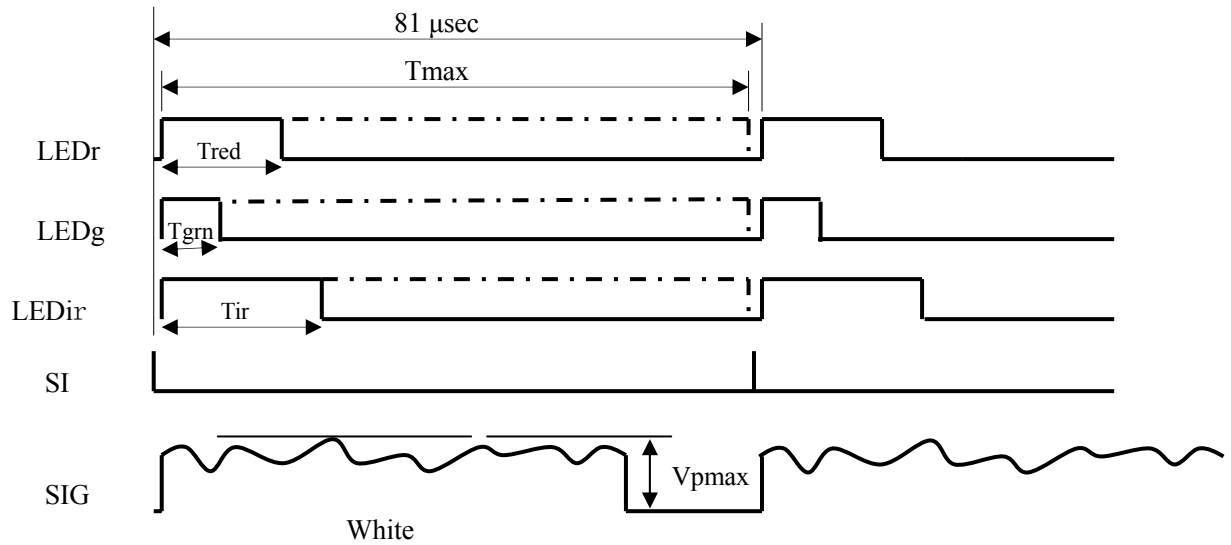 81 μsec
Tmax
LEDr
Tred
LEDg
Tgrn
LEDir
Tir
SI
SIG
Vpmax
White